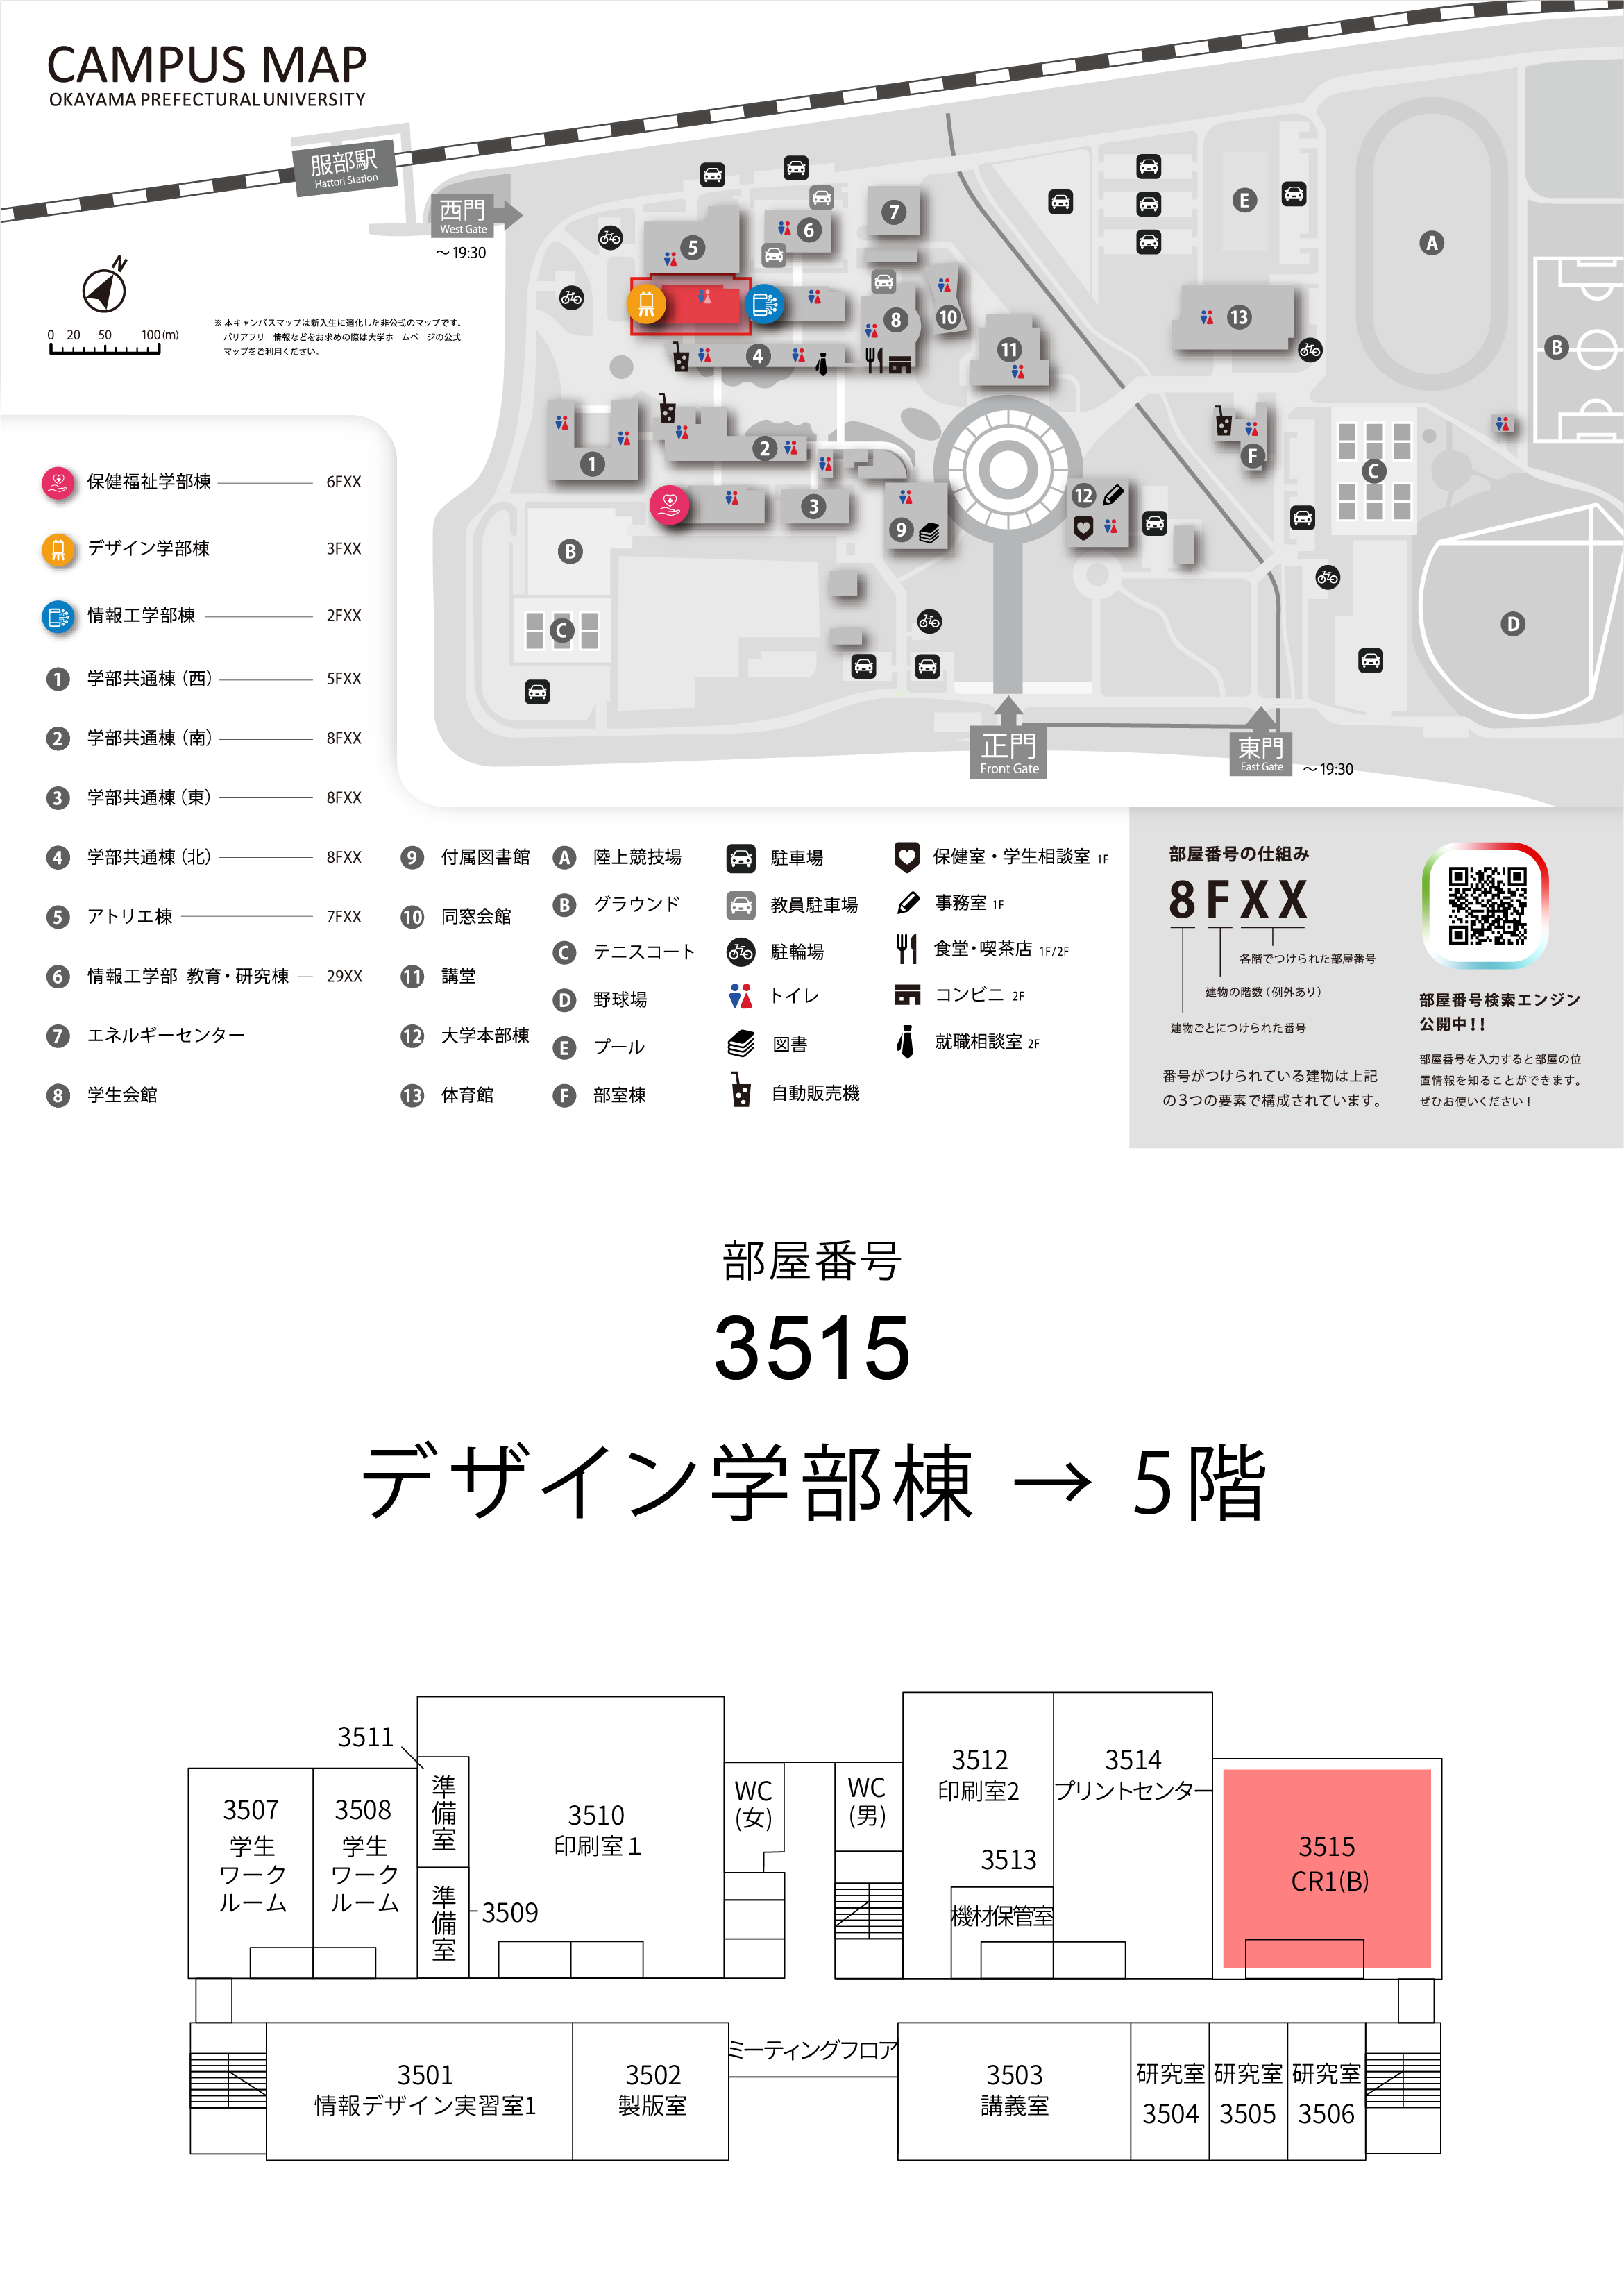 CAMPUS MAP
OKAYAMA PREFECTURAL UNIVERSITY
服部駅
Hattori Station
西門
West Gate
～19:30
N
0 20 50 100(m)
※ 本キャンパスマップは新入生に適化した非公式のマップです。
バリアフリー情報などをお求めの際は大学ホームページの公式
マップをご利用ください。
5
6
7
8
10
11
13
4
1
2
3
9
12
A
B
C
D
E
F
B
C
正門
Front Gate
東門
East Gate
～19:30
保健福祉学部棟 6FXX
デザイン学部棟 3FXX
情報工学部棟 2FXX
1 学部共通棟（西） 5FXX
2 学部共通棟（南） 8FXX
3 学部共通棟（東） 8FXX
4 学部共通棟（北） 8FXX
5 アトリエ棟 7FXX
6 情報工学部 教育・研究棟 29XX
7 エネルギーセンター
8 学生会館
9 付属図書館
10 同窓会館
11 講堂
12 大学本部棟
13 体育館
A 陸上競技場
B グラウンド
C テニスコート
D 野球場
E プール
F 部室棟
駐車場
教員駐車場
駐輪場
トイレ
図書
自動販売機
保健室・学生相談室 1F
事務室 1F
食堂・喫茶店 1F/2F
コンビニ 2F
就職相談室 2F
部屋番号の仕組み
8FXX
各階でつけられた部屋番号
建物の階数（例外あり）
建物ごとにつけられた番号
番号がつけられている建物は上記
の3つの要素で構成されています。
部屋番号検索エンジン
公開中!!
部屋番号を入力すると部屋の位
置情報を知ることができます。
ぜひお使いください！
部屋番号
3515
デザイン学部棟 → 5階
3507
学生
ワーク
ルーム
3508
学生
ワーク
ルーム
3511
準備室
準備室
3509
3510
印刷室1
WC
(女)
WC
(男)
3512
印刷室2
3513
機材保管室
3514
プリントセンター
3515
CR1(B)
3501
情報デザイン実習室1
3502
製版室
ミーティングフロア
3503
講義室
研究室
3504
研究室
3505
研究室
3506